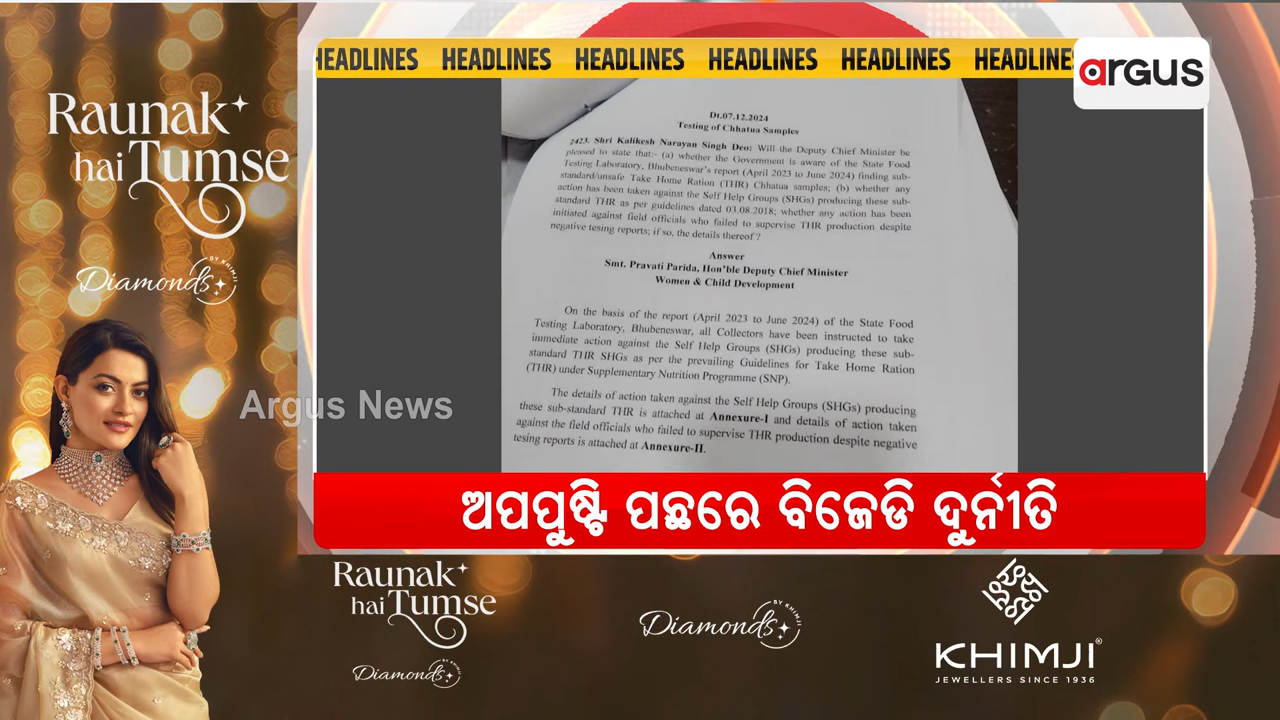 Raunak
hai Tumse
Diamonds
BY KHIMJI
HEADLINES HEADLINES HEADLINES HEADLINES HEADLINES HEADLINES
argus
Dt.07.12.2024
Testing of Chhatua Samples
2423. Shri Kalikesh Narayan Singh Deo: Will the Deputy Chief Minister be
pleased to state that:- (a) whether the Government is aware of the State Food
Testing Laboratory, Bhubeneswar's report (April 2023 to June 2024) finding sub-
standard/unsafe Take Home Ration (THR) Chhatua samples; (b) whether any
action has been taken against the Self Help Groups (SHGs) producing these sub-
standard THR as per guidelines dated 03.08.2018; whether any action has been
initiated against field officials who failed to supervise THR production despite
negative tesing reports; if so, the details thereof ?
Answer
Smt. Pravati Parida, Hon'ble Deputy Chief Minister
Women & Child Development
On the basis of the report (April 2023 to June 2024) of the State Food
Testing Laboratory, Bhubeneswar, all Collectors have been instructed to take
immediate action against the Self Help Groups (SHGs) producing these sub-
standard THR SHGs as per the prevailing Guidelines for Take Home Ration
(THR) under Supplementary Nutrition Programme (SNP).
The details of action taken against the Self Help Groups (SHGs) producing
these sub-standard THR is attached at Annexure-I and details of action taken
against the field officials who failed to supervise THR production despite negative
tesing reports is attached at Annexure-II.
Argus News
ଅପପୁଷ୍ଟି ପଛରେ ବିଜେଡି ଦୁର୍ନୀତି
Raunak
hai Tumse
Diamonds
BY KHIMJI
Diamonds
BY KHIMJI
KHIMJI®
JEWELLERS SINCE 1936